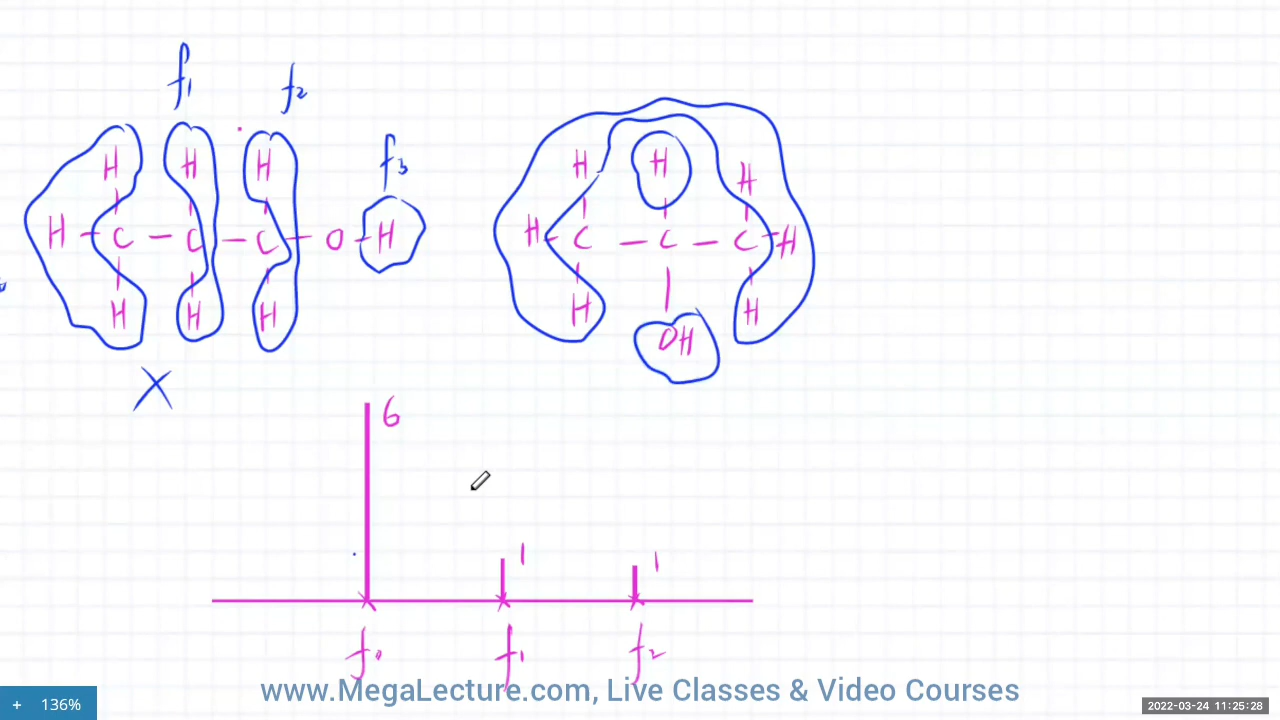 f1 f2
f3
H H H H H H
H - C - C - C - O - H H - C - C - C - H
H H H H H
OH
X
6
1 1
f0 f1 f2
www.MegaLecture.com, Live Classes & Video Courses
+ 136%
2022-03-24 11:25:28